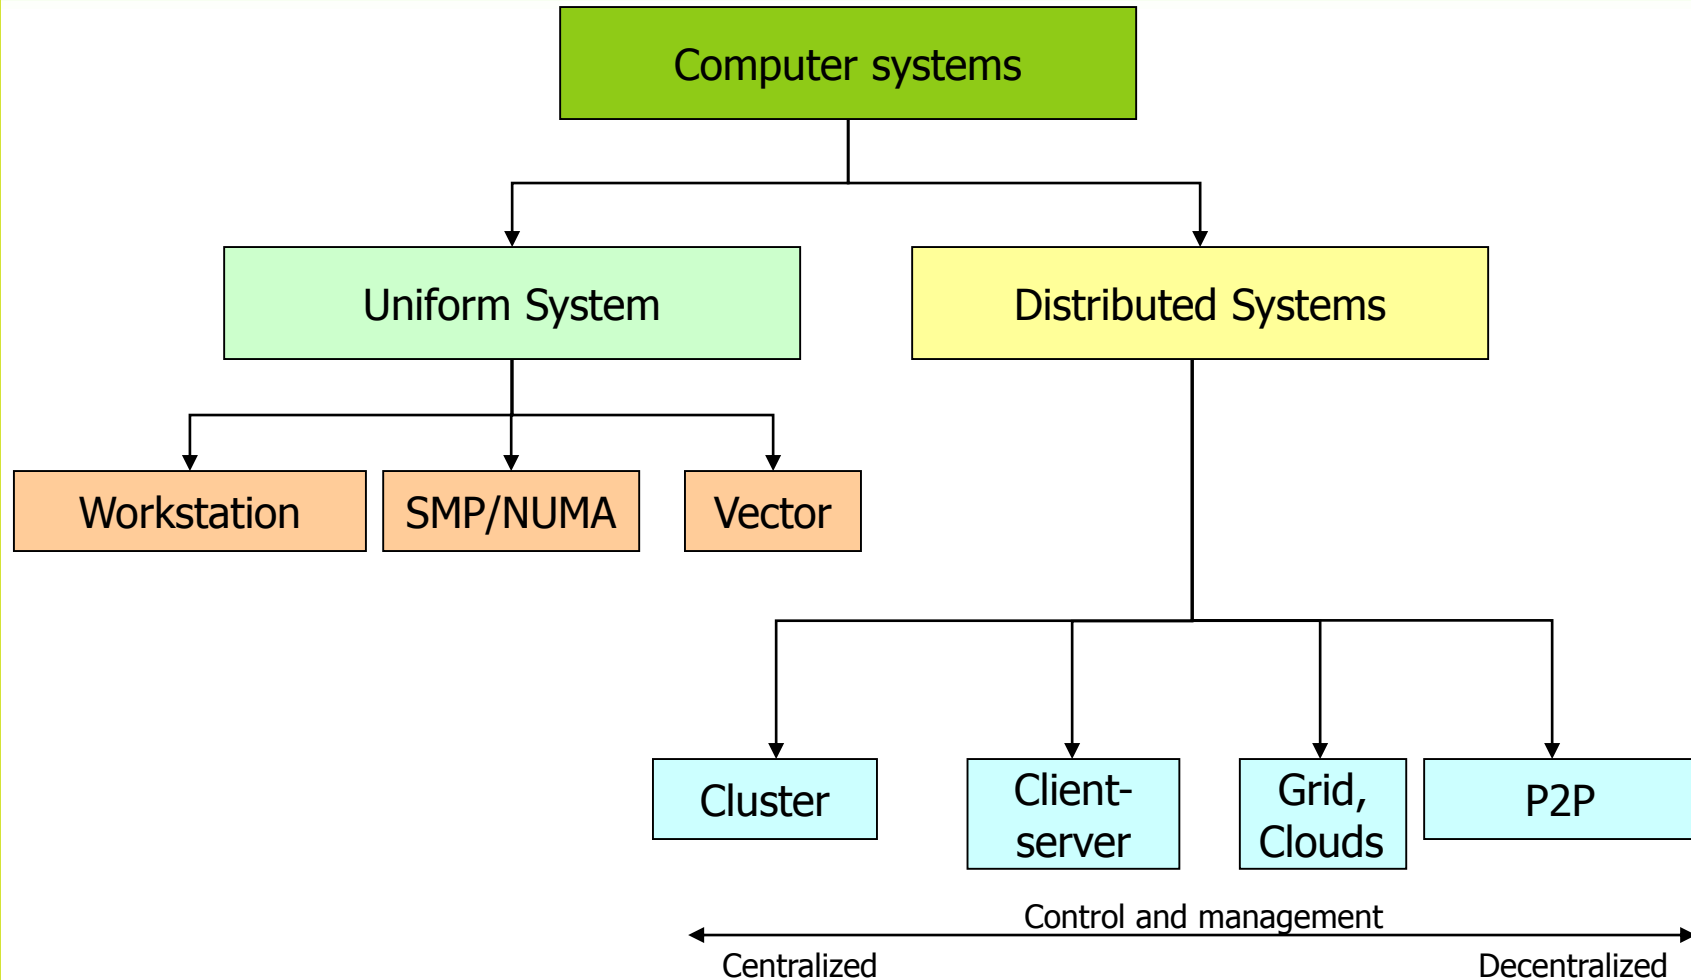 Computer systems
Uniform System
Distributed Systems
Workstation
SMP/NUMA
Vector
Cluster
Client-
server
Grid,
Clouds
P2P
Control and management
Centralized
Decentralized